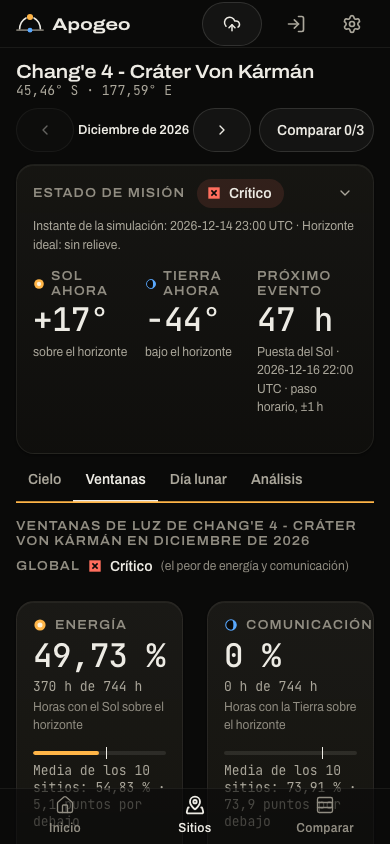 Apogeo
Chang'e 4 - Cráter Von Kármán
45,46° S · 177,59° E
Diciembre de 2026
Comparar 0/3
ESTADO DE MISIÓN
Crítico
Instante de la simulación: 2026-12-14 23:00 UTC · Horizonte
ideal: sin relieve.
SOL
AHORA
+17°
sobre el horizonte
TIERRA
AHORA
-44°
bajo el horizonte
PRÓXIMO
EVENTO
47 h
Puesta del Sol ·
2026-12-16 22:00
UTC · paso
horario, ±1 h
Cielo
Ventanas
Día lunar
Análisis
VENTANAS DE LUZ DE CHANG'E 4 - CRÁTER
VON KÁRMÁN EN DICIEMBRE DE 2026
GLOBAL Crítico (el peor de energía y comunicación)
ENERGÍA
49,73 %
370 h de 744 h
Horas con el Sol sobre el
horizonte
Media de los 10
sitios: 54,83 % ·
5,1 puntos por
debajo
COMUNICACIÓN
0 %
0 h de 744 h
Horas con la Tierra sobre
el horizonte
Media de los 10
sitios: 73,91 % ·
73,9 puntos por
debajo
Inicio
Sitios
Comparar